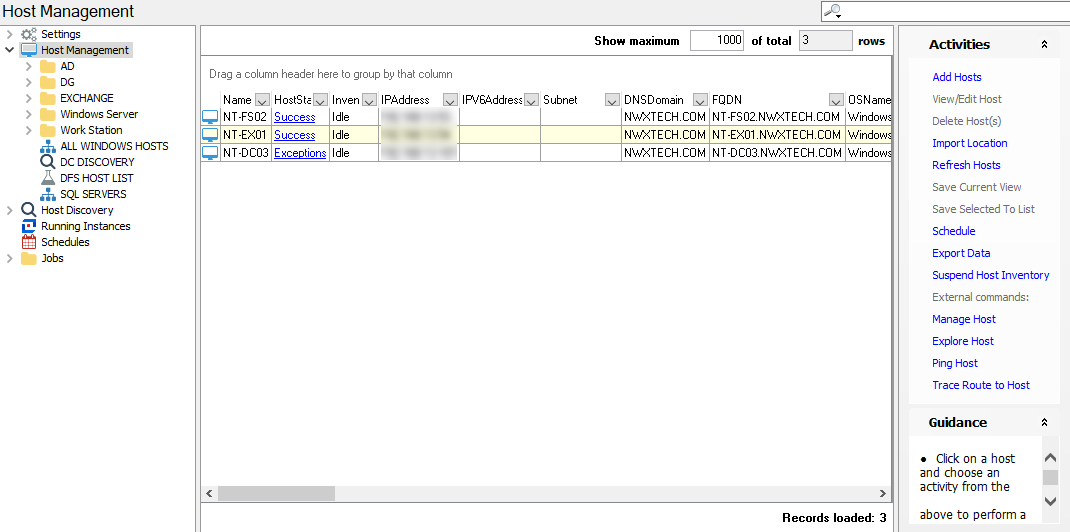 Host Management
Settings
Host Management
AD
DG
EXCHANGE
Windows Server
Work Station
ALL WINDOWS HOSTS
DC DISCOVERY
DFS HOST LIST
SQL SERVERS
Host Discovery
Running Instances
Schedules
Jobs
Show maximum 1000 of total 3 rows
Drag a column header here to group by that column
Name HostSta Inven IPAddress IPV6Address Subnet DNSDomain FQDN OSName
NT-FS02 Success Idle NWXTECH.COM NT-FS02.NWXTECH.COM Windows
NT-EX01 Success Idle NWXTECH.COM NT-EX01.NWXTECH.COM Windows
NT-DC03 Exceptions Idle NWXTECH.COM NT-DC03.NWXTECH.COM Windows
Records loaded: 3
Activities
Add Hosts
View/Edit Host
Delete Host(s)
Import Location
Refresh Hosts
Save Current View
Save Selected To List
Schedule
Export Data
Suspend Host Inventory
External commands:
Manage Host
Explore Host
Ping Host
Trace Route to Host
Guidance
● Click on a host
and choose an
activity from the
above to perform a